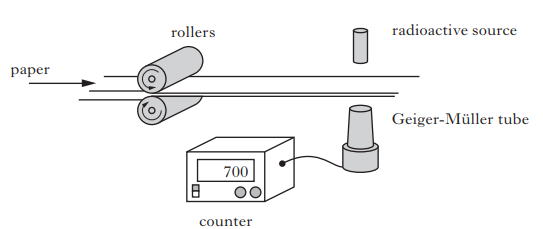 rollers
radioactive source
paper
Geiger-Müller tube
700
counter